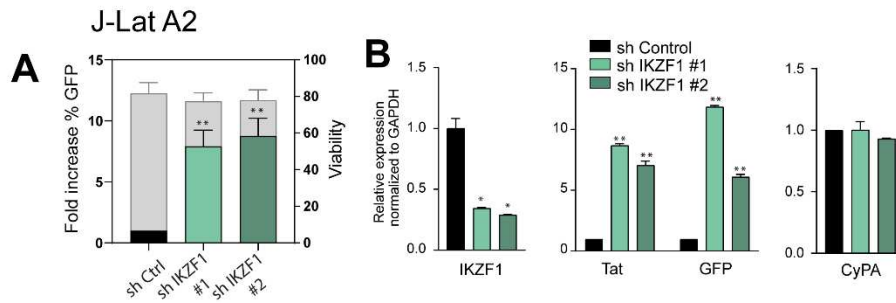 J-Lat A2
A
Fold increase % GFP
15
10
5
0
**
**
100
80
60
40
20
0
Viability
sh Ctrl
sh IKZF1
#1
sh IKZF1
#2
B
sh Control
sh IKZF1 #1
sh IKZF1 #2
Relative expression
normalized to GAPDH
1.5
1.0
0.5
0.0
*
*
IKZF1
15
10
5
0
**
**
**
**
Tat
GFP
1.5
1.0
0.5
0.0
CyPA